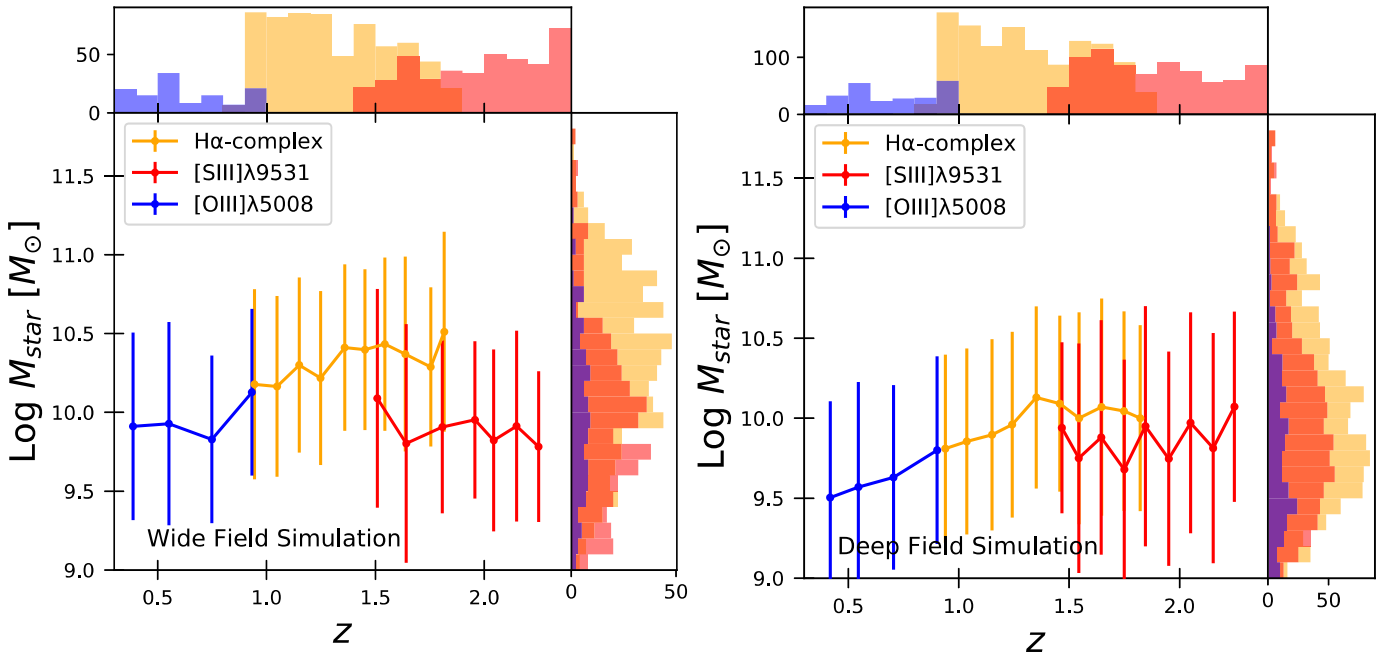 50
0
Hα-complex
[SIII]λ9531
[OIII]λ5008
11.5
11.0
10.5
10.0
9.5
9.0
Log M_star [M_⊙]
Wide Field Simulation
0.5 1.0 1.5 2.0
0 50
z
100
0
Hα-complex
[SIII]λ9531
[OIII]λ5008
11.5
11.0
10.5
10.0
9.5
9.0
Log M_star [M_⊙]
Deep Field Simulation
0.5 1.0 1.5 2.0
0 50
z